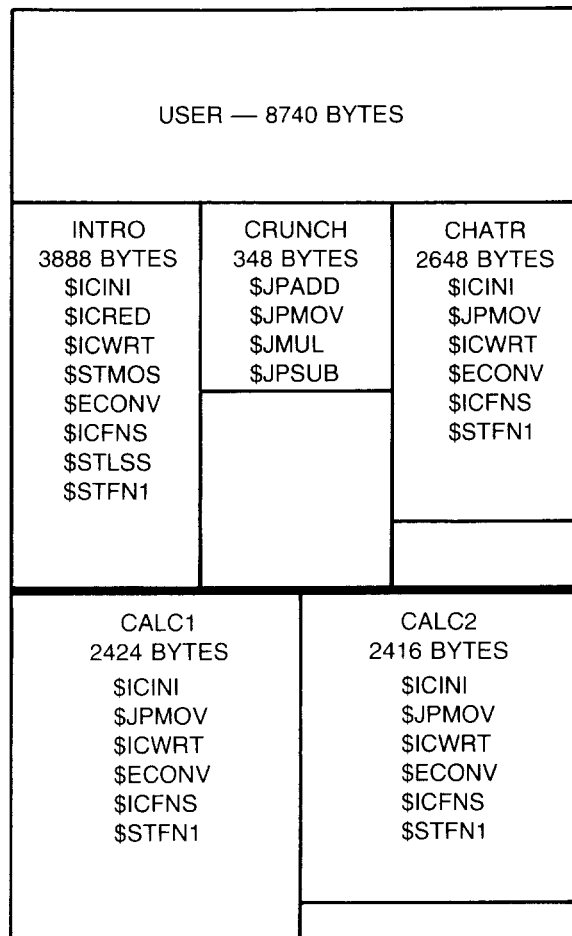 USER — 8740 BYTES
INTRO
3888 BYTES
$ICINI
$ICRED
$ICWRT
$STMOS
$ECONV
$ICFNS
$STLSS
$STFN1
CRUNCH
348 BYTES
$JPADD
$JPMOV
$JMUL
$JPSUB
CHATR
2648 BYTES
$ICINI
$JPMOV
$ICWRT
$ECONV
$ICFNS
$STFN1
CALC1
2424 BYTES
$ICINI
$JPMOV
$ICWRT
$ECONV
$ICFNS
$STFN1
CALC2
2416 BYTES
$ICINI
$JPMOV
$ICWRT
$ECONV
$ICFNS
$STFN1